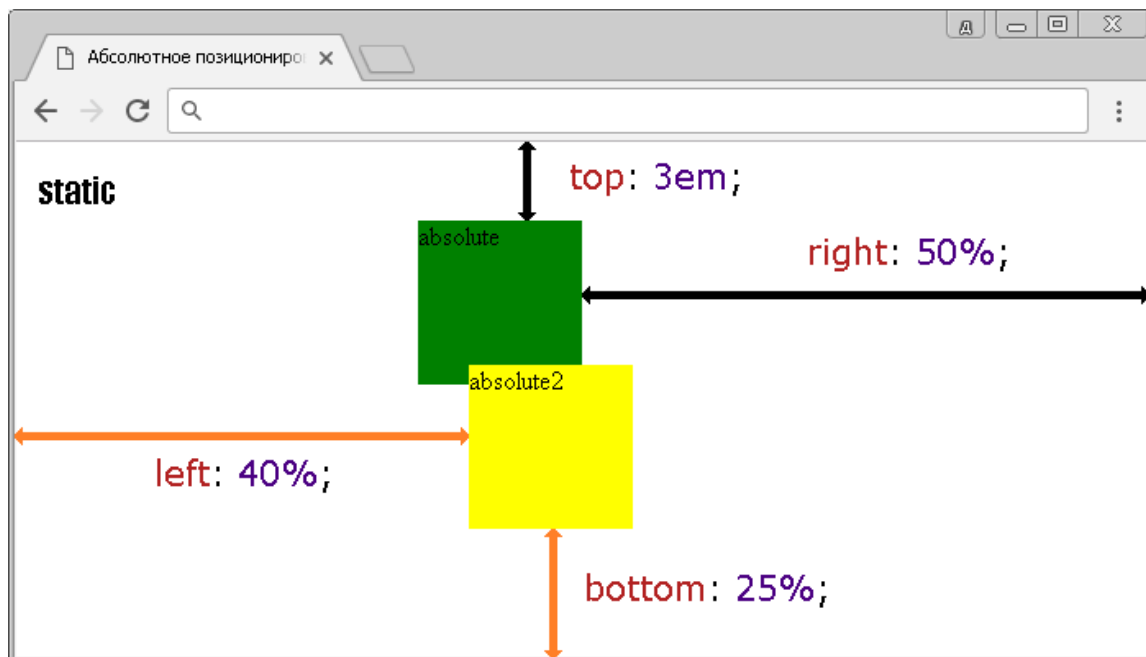 д
Абсолютное позициониро
static
top: 3em;
absolute
right: 50%;
absolute2
left: 40%;
bottom: 25%;